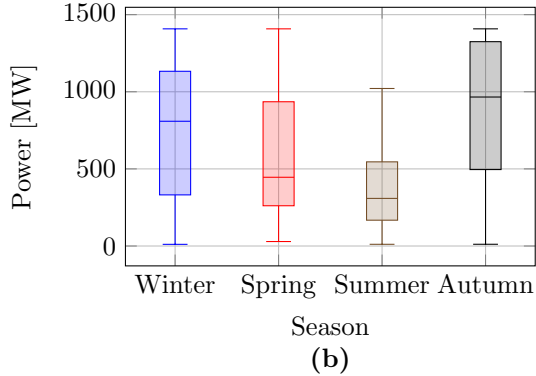 1500
1000
500
0
Power [MW]
Winter Spring Summer Autumn
Season
(b)